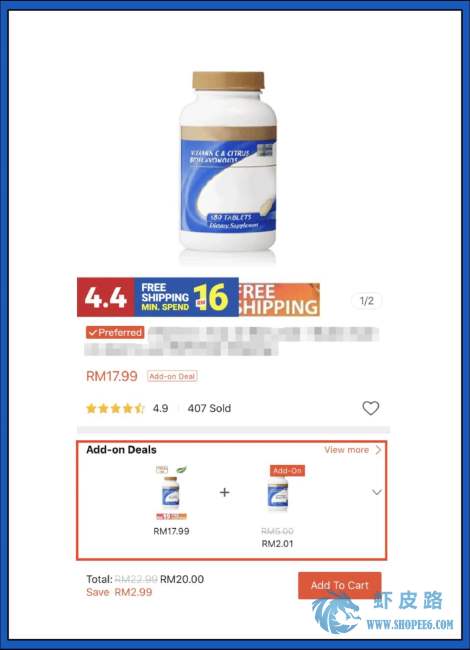 VITAMIN C & CITRUS
BIOFLAVONOIDS
180 TABLETS
Dietary Supplement
4.4 FREE SHIPPING MIN. SPEND RM 16 FREE SHIPPING
1/2
Preferred
RM17.99 Add-on Deal
4.9 407 Sold
Add-on Deals View more
Add-On
+
RM17.99 RM5.00
RM2.01
Total: RM22.99 RM20.00
Save RM2.99
Add To Cart
虾皮路
WWW.SHOPEE6.COM